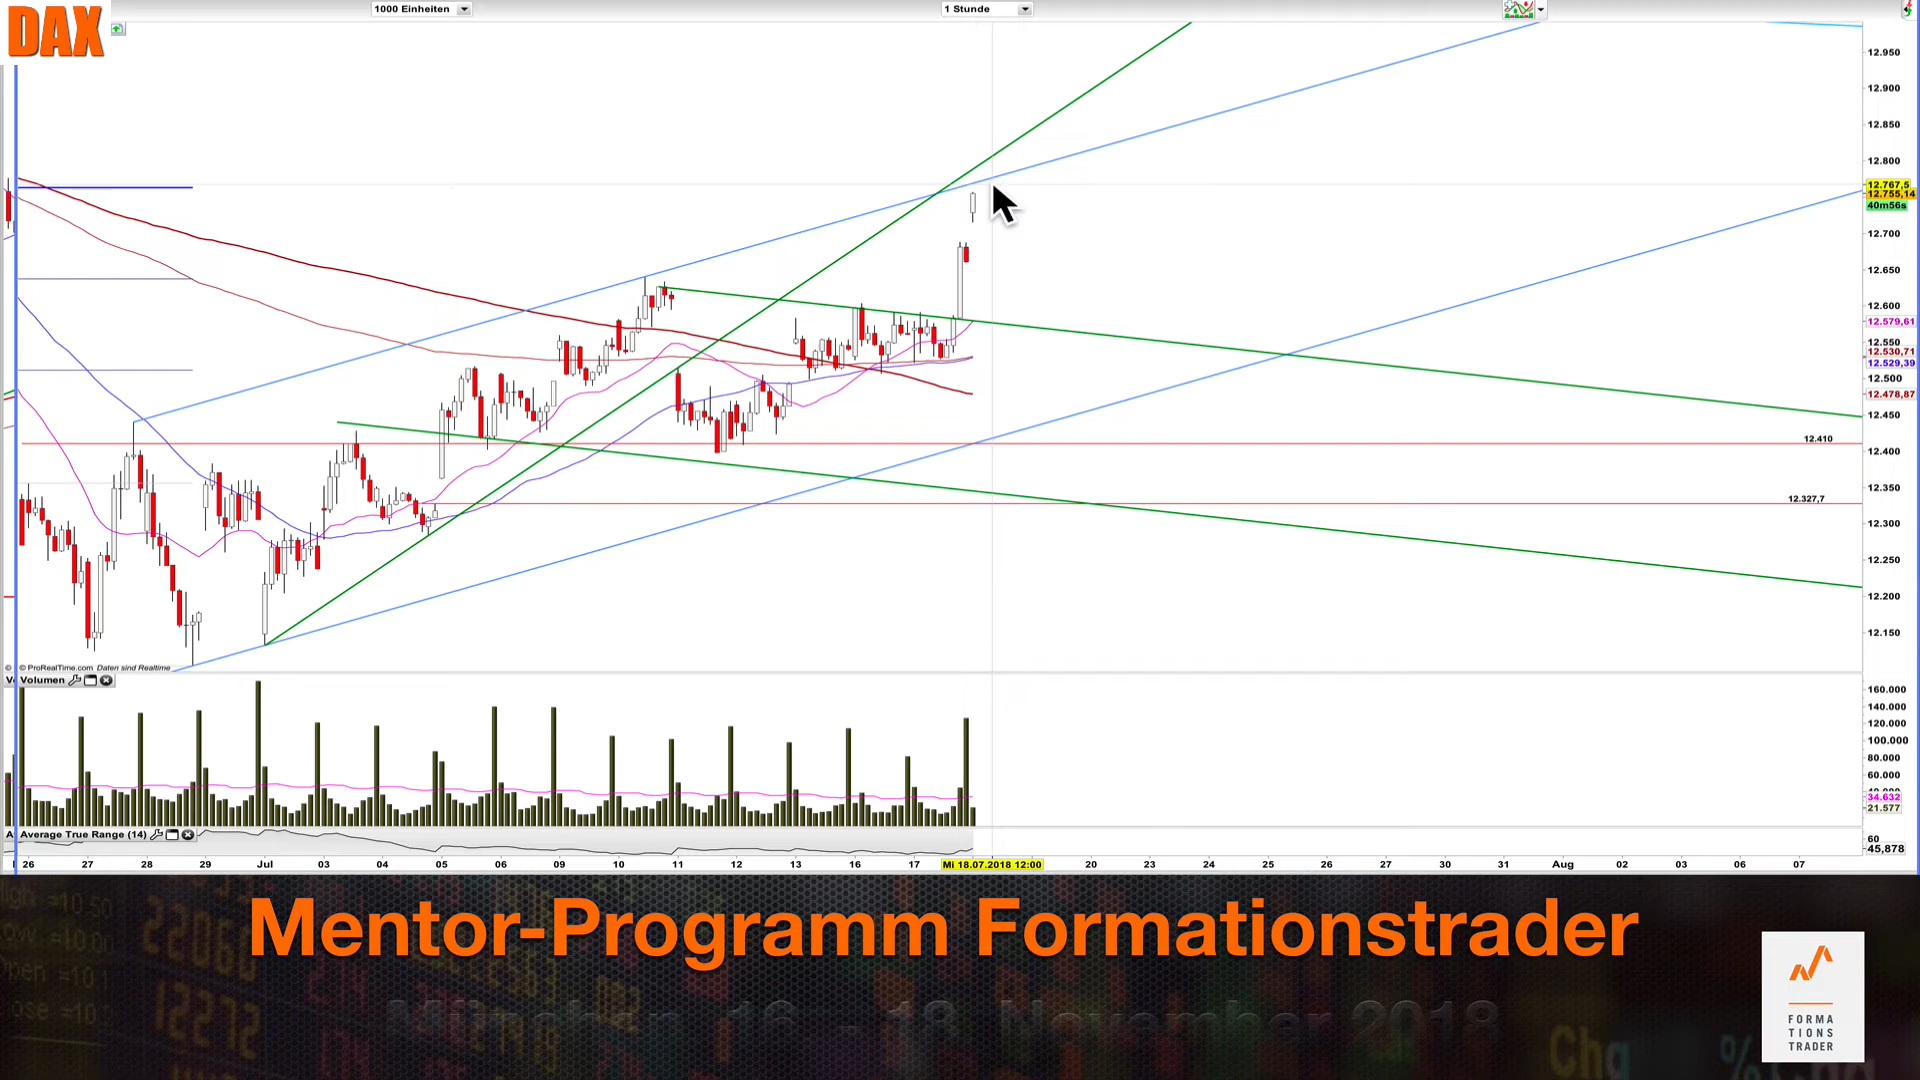 DAX
1000 Einheiten
1 Stunde
12.950
12.900
12.850
12.800
12.767,5
12.755,14
40m56s
12.700
12.650
12.600
12.579,61
12.550
12.530,71
12.529,39
12.500
12.478,87
12.450
12.410
12.400
12.350
12.327,7
12.300
12.250
12.200
12.150
© © ProRealTime.com Daten sind Realtime
Volumen
160.000
140.000
120.000
100.000
80.000
60.000
34.632
21.577
A Average True Range (14)
60
45,878
26 27 28 29 Jul 03 04 05 06 09 10 11 12 13 16 17 Mi 18.07.2018 12:00 20 23 24 25 26 27 30 31 Aug 02 03 06 07
Mentor-Programm Formationstrader
München, 16. - 18. November 2018
FORMA
TIONS
TRADER